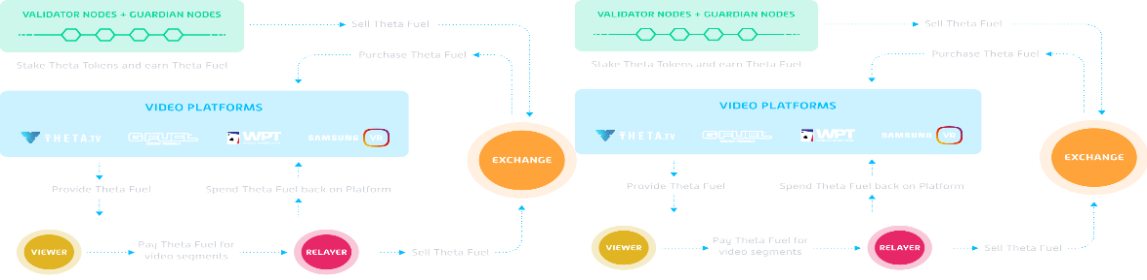 VALIDATOR NODES + GUARDIAN NODES
Sell Theta Fuel
Purchase Theta Fuel
Stake Theta Tokens and earn Theta Fuel
VIDEO PLATFORMS
THETA.tv
GFUEL
WPT
SAMSUNG VR
EXCHANGE
Provide Theta Fuel
Spend Theta Fuel back on Platform
VIEWER
Pay Theta Fuel for
video segments
RELAYER
Sell Theta Fuel
VALIDATOR NODES + GUARDIAN NODES
Sell Theta Fuel
Purchase Theta Fuel
Stake Theta Tokens and earn Theta Fuel
VIDEO PLATFORMS
THETA.tv
GFUEL
WPT
SAMSUNG VR
EXCHANGE
Provide Theta Fuel
Spend Theta Fuel back on Platform
VIEWER
Pay Theta Fuel for
video segments
RELAYER
Sell Theta Fuel